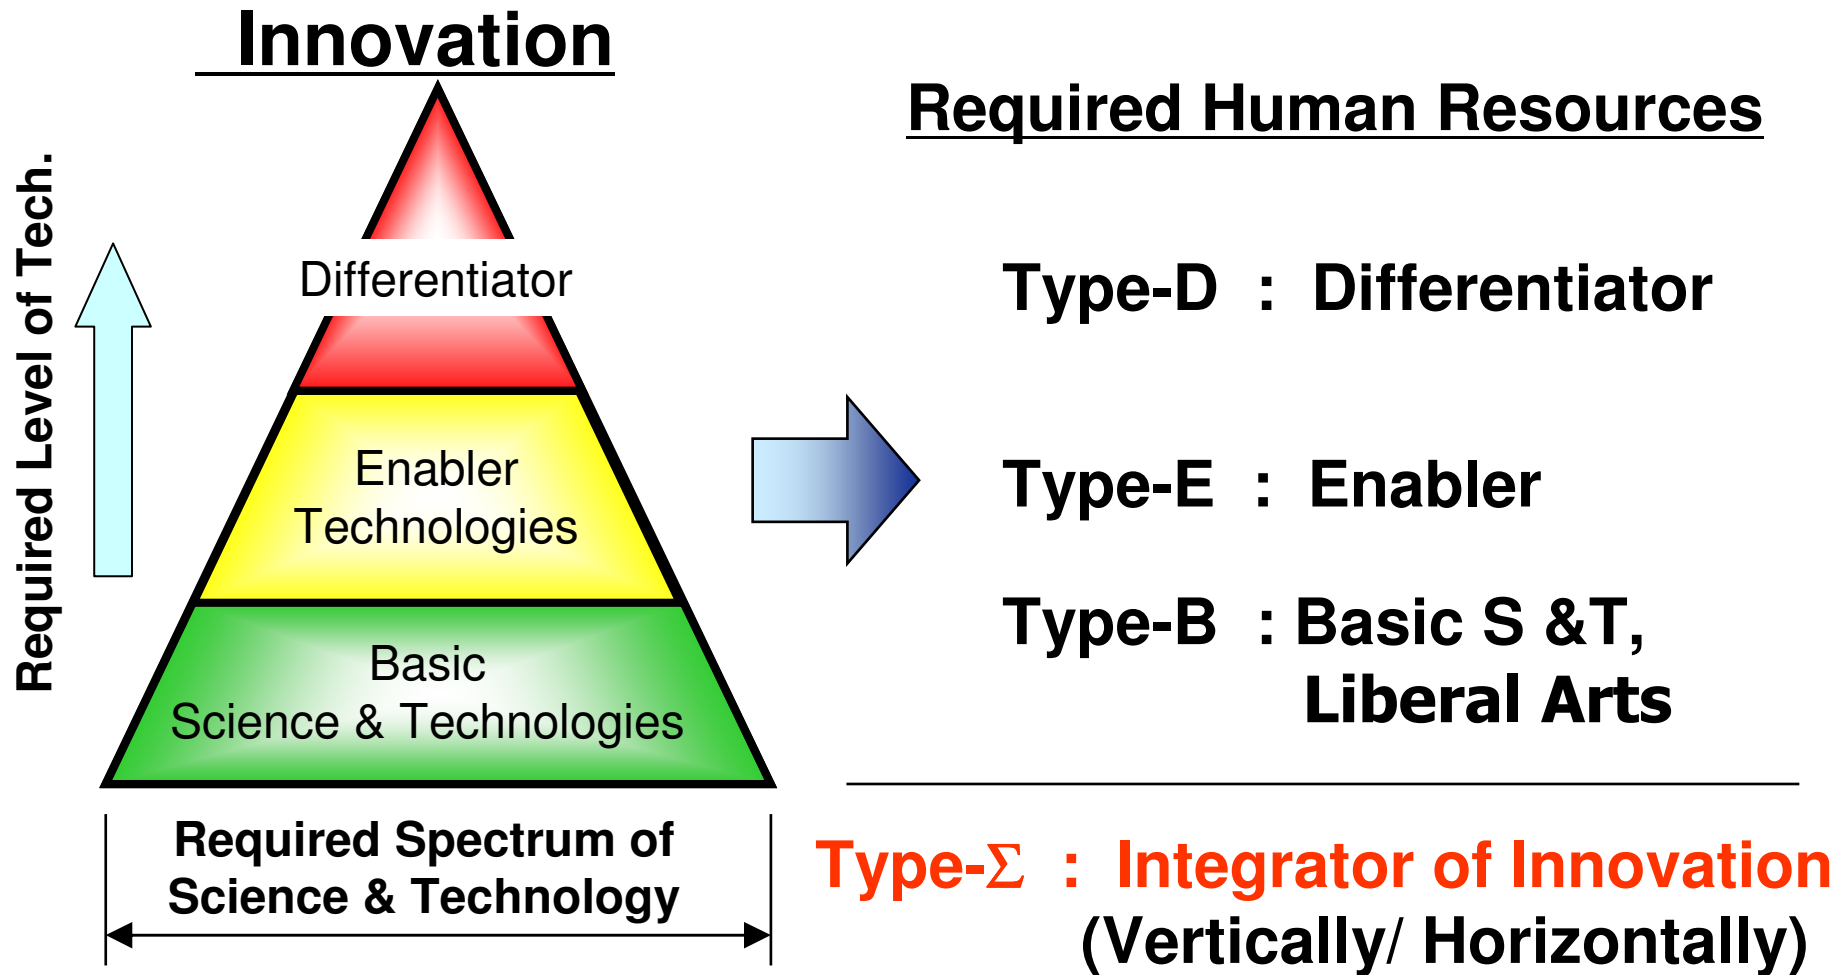 Innovation
Required Level of Tech.
Differentiator
Enabler
Technologies
Basic
Science & Technologies
Required Spectrum of
Science & Technology
Required Human Resources
Type-D : Differentiator
Type-E : Enabler
Type-B : Basic S &T,
Liberal Arts
Type-Σ : Integrator of Innovation
(Vertically/ Horizontally)